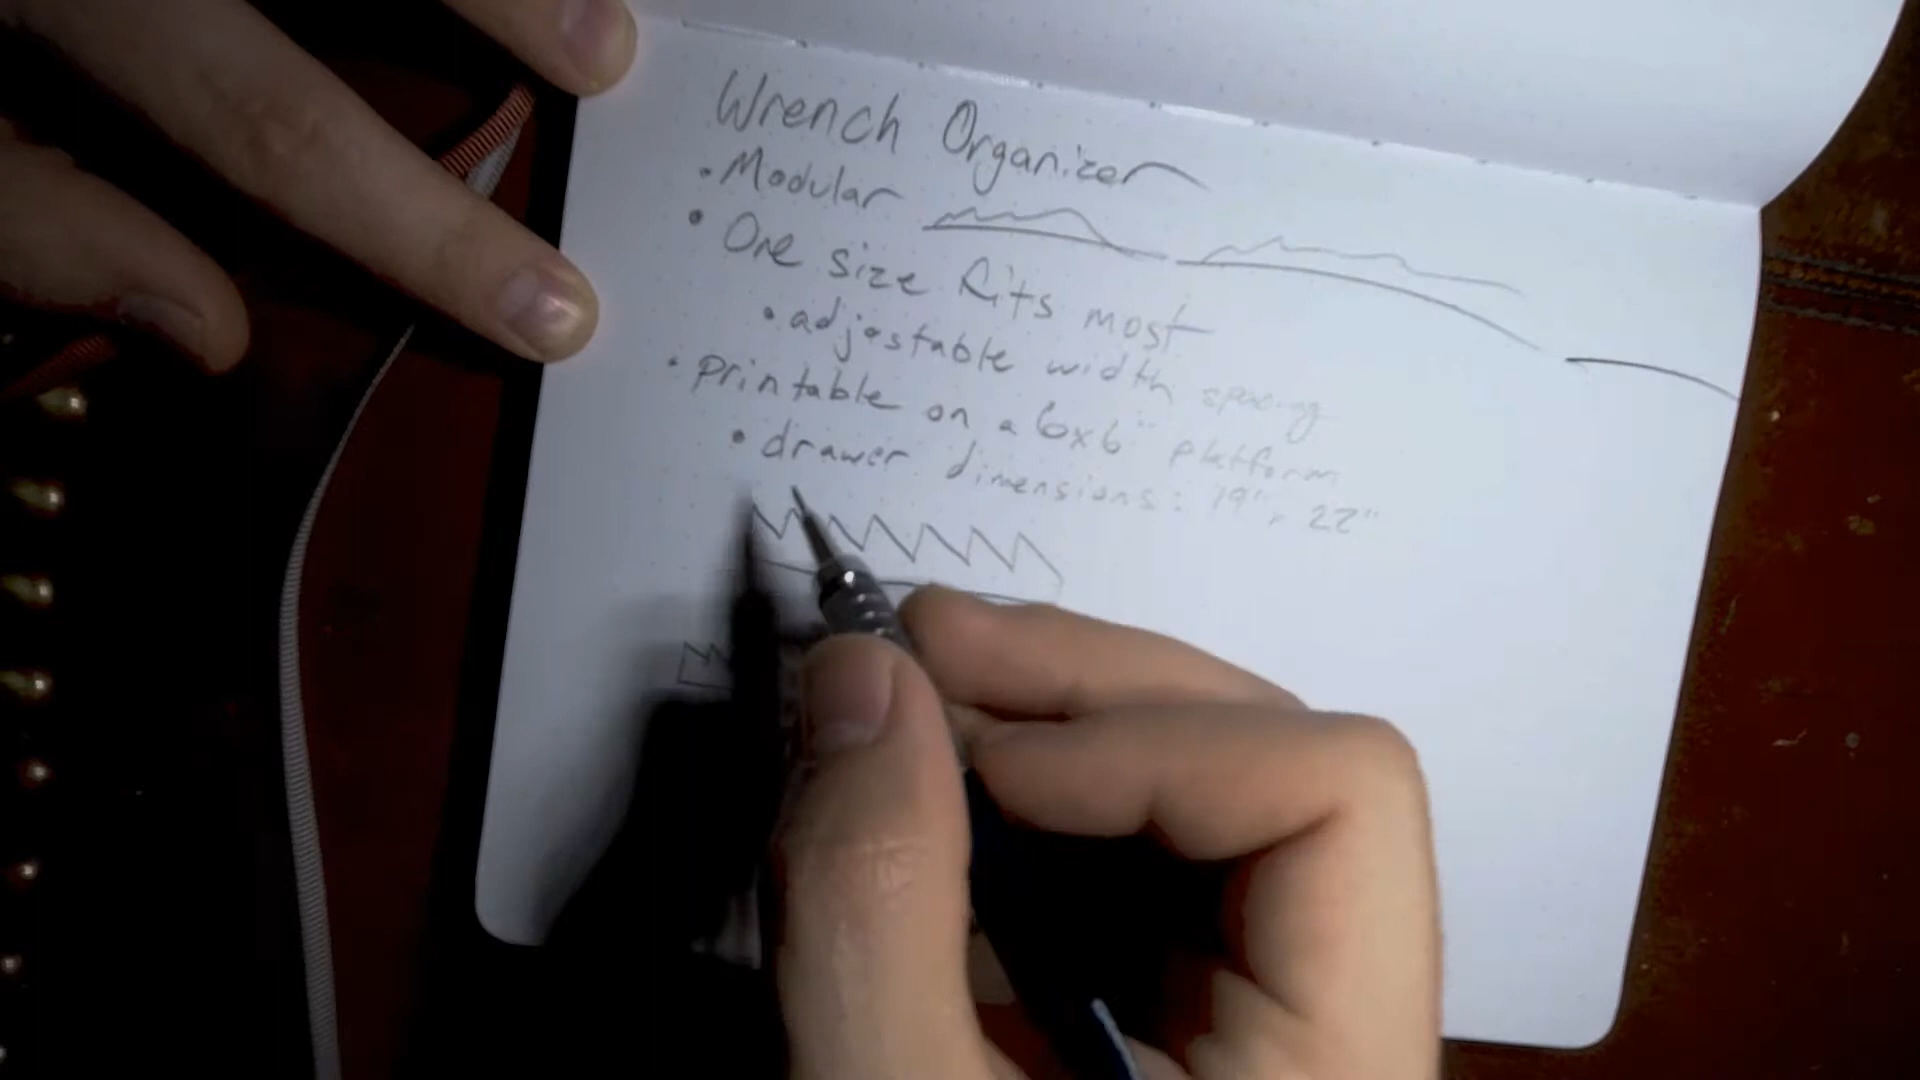 Wrench Organizer
• Modular
• One size fits most
• adjustable width spacing
• Printable on a 6x6" platform
• drawer dimensions: 19", 22"